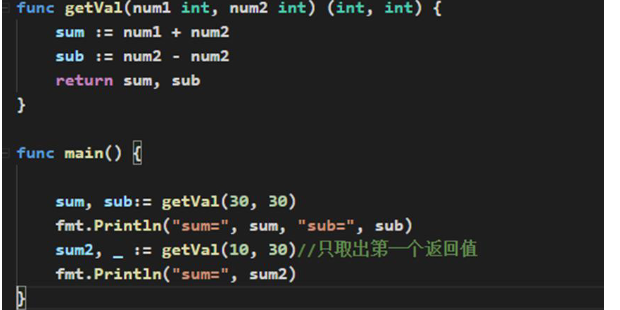 func getVal(num1 int, num2 int) (int, int) {
    sum := num1 + num2
    sub := num2 - num2
    return sum, sub
}
func main() {
    sum, sub:= getVal(30, 30)
    fmt.Println("sum=", sum, "sub=", sub)
    sum2, _ := getVal(10, 30)//只取出第一个返回值
    fmt.Println("sum=", sum2)
}